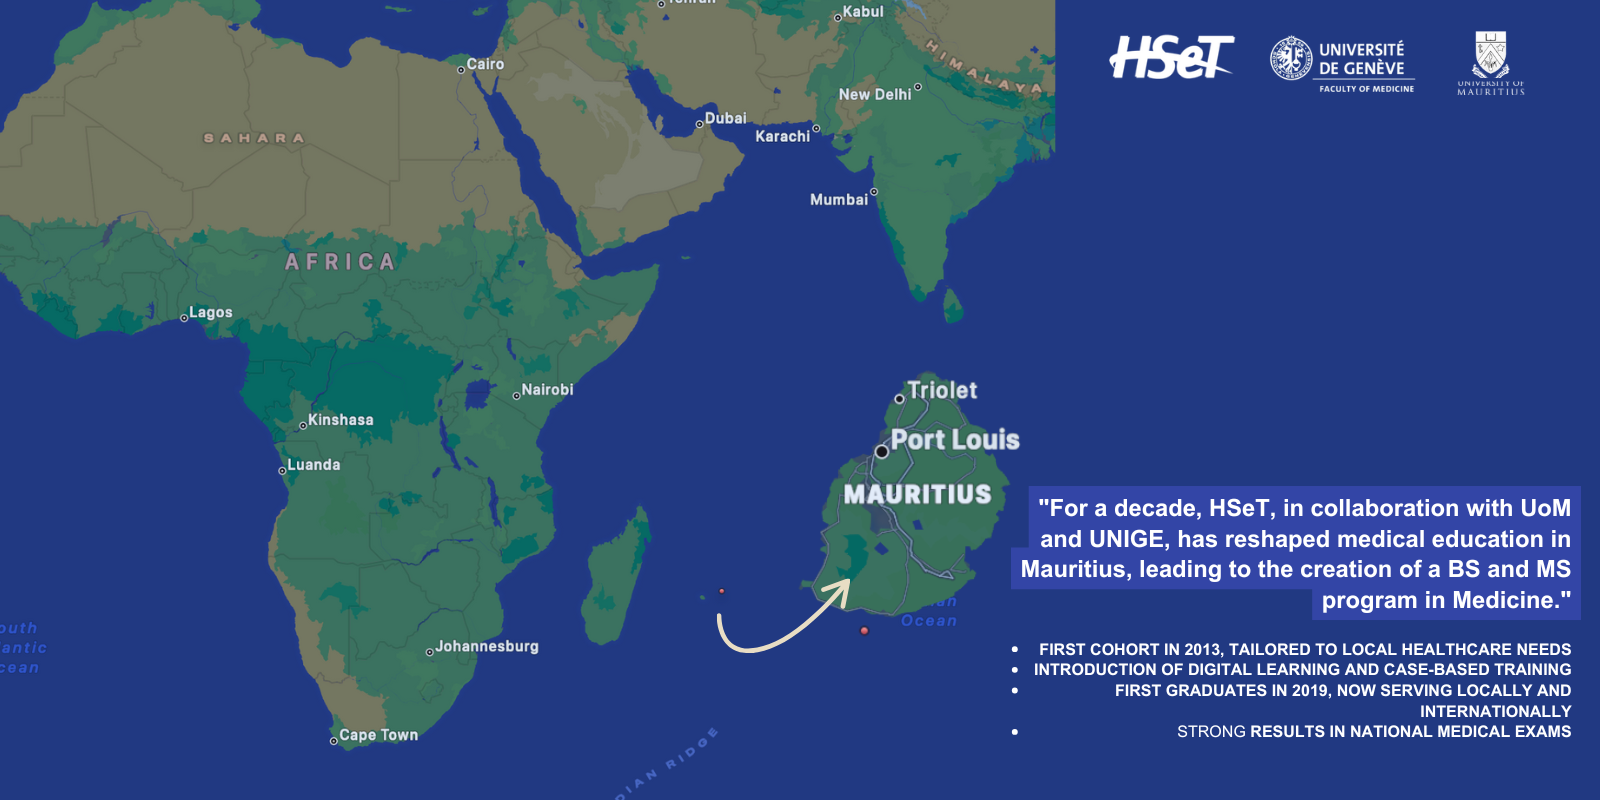 Tehran
Kabul
HIMALAYA
Cairo
New Delhi
Dubai
Karachi
SAHARA
Mumbai
AFRICA
Lagos
Nairobi
Kinshasa
Luanda
Johannesburg
Cape Town
Triolet
Port Louis
MAURITIUS
Ocean
HSeT
UNIVERSITÉ
DE GENÈVE
FACULTY OF MEDICINE
UNIVERSITY OF
MAURITIUS
"For a decade, HSeT, in collaboration with UoM
and UNIGE, has reshaped medical education in
Mauritius, leading to the creation of a BS and MS
program in Medicine."
• FIRST COHORT IN 2013, TAILORED TO LOCAL HEALTHCARE NEEDS
• INTRODUCTION OF DIGITAL LEARNING AND CASE-BASED TRAINING
• FIRST GRADUATES IN 2019, NOW SERVING LOCALLY AND
INTERNATIONALLY
• STRONG RESULTS IN NATIONAL MEDICAL EXAMS
outh
antic
cean
DIAN RIDGE